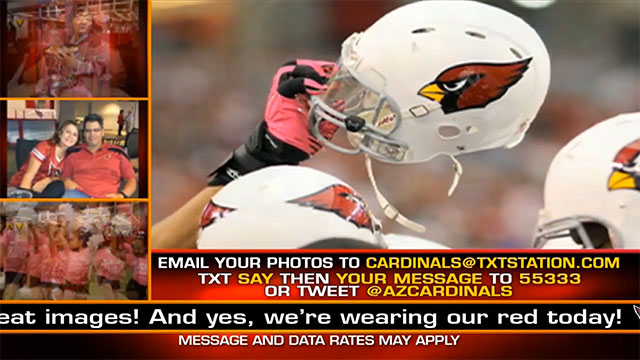 EMAIL YOUR PHOTOS TO CARDINALS@TXTSTATION.COM
TXT SAY THEN YOUR MESSAGE TO 55333
OR TWEET @AZCARDINALS
eat images! And yes, we're wearing our red today!
MESSAGE AND DATA RATES MAY APPLY